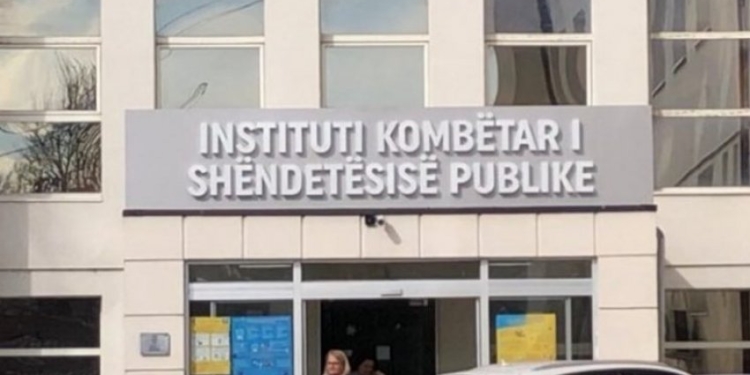 INSTITUTI KOMBËTAR I
SHËNDETËSISË PUBLIKE